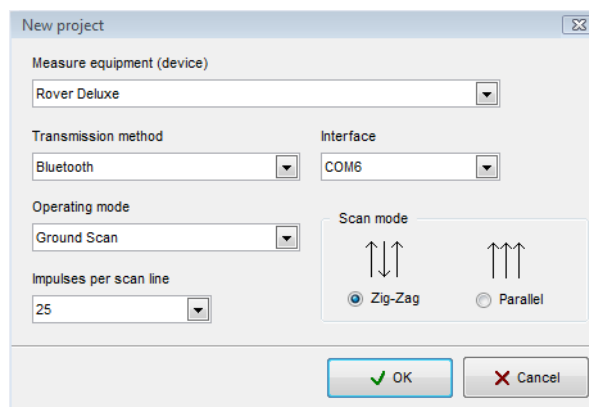 New project
Measure equipment (device)
Rover Deluxe
Transmission method
Interface
Bluetooth
COM6
Operating mode
Ground Scan
Scan mode
Impulses per scan line
25
Zig-Zag
Parallel
OK
Cancel